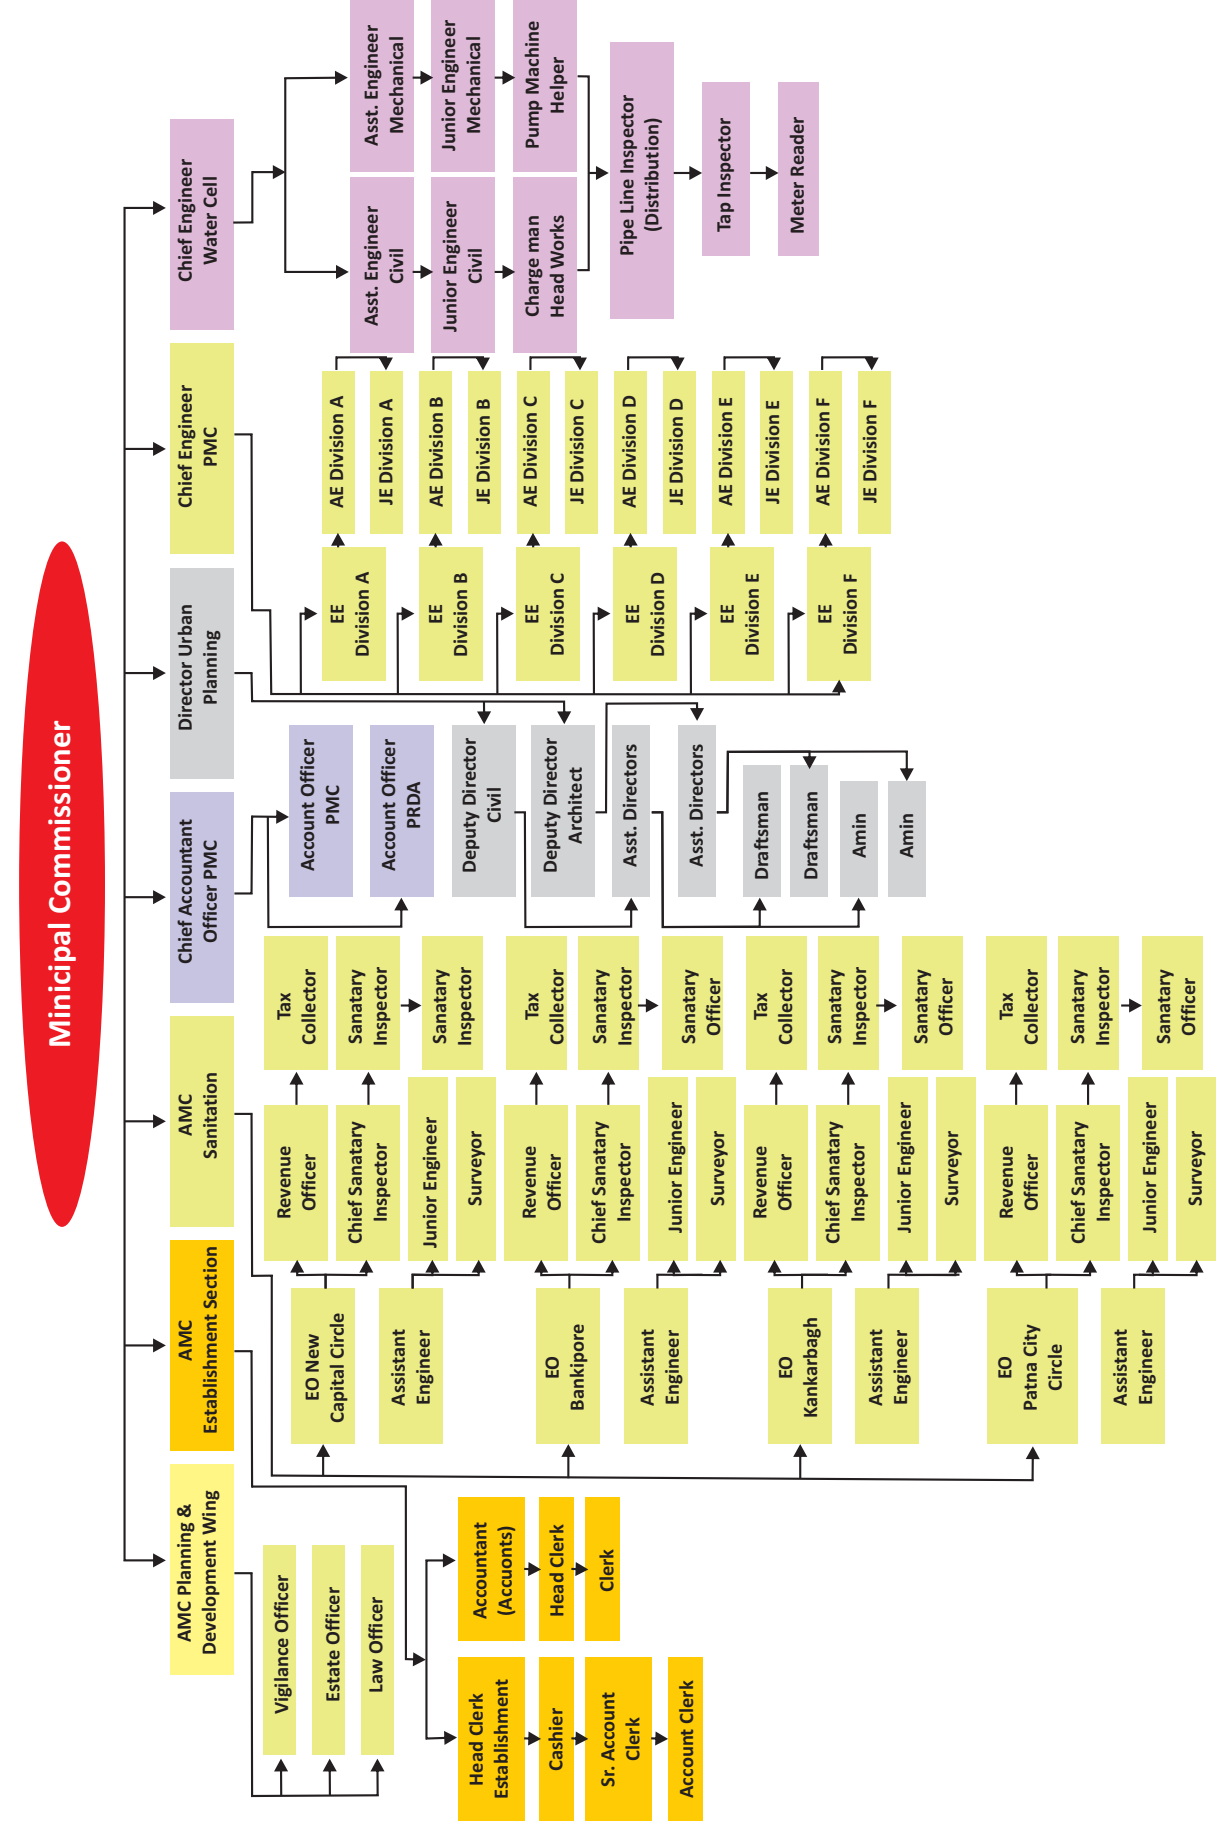 Minicipal Commissioner
AMC Planning &
Development Wing
AMC
Establishment Section
AMC
Sanitation
Chief Accountant
Officer PMC
Director Urban
Planning
Chief Engineer
PMC
Chief Engineer
Water Cell
Vigilance Officer
Estate Officer
Law Officer
Head Clerk
Establishment
Cashier
Sr. Account
Clerk
Account Clerk
Accountant
(Accuonts)
Head Clerk
Clerk
EO New
Capital Circle
Assistant
Engineer
Revenue
Officer
Chief Sanatary
Inspector
Junior Engineer
Surveyor
Tax
Collector
Sanatary
Inspector
Sanatary
Inspector
EO
Bankipore
Assistant
Engineer
Revenue
Officer
Chief Sanatary
Inspector
Junior Engineer
Surveyor
Tax
Collector
Sanatary
Inspector
Sanatary
Officer
EO
Kankarbagh
Assistant
Engineer
Revenue
Officer
Chief Sanatary
Inspector
Junior Engineer
Surveyor
Tax
Collector
Sanatary
Inspector
Sanatary
Officer
EO
Patna City
Circle
Assistant
Engineer
Revenue
Officer
Chief Sanatary
Inspector
Junior Engineer
Surveyor
Tax
Collector
Sanatary
Inspector
Sanatary
Officer
Account Officer
PMC
Account Officer
PRDA
Deputy Director
Civil
Deputy Director
Architect
Asst. Directors
Asst. Directors
Draftsman
Draftsman
Amin
Amin
EE
Division A
AE Division A
JE Division A
EE
Division B
AE Division B
JE Division B
EE
Division C
AE Division C
JE Division C
EE
Division D
AE Division D
JE Division D
EE
Division E
AE Division E
JE Division E
EE
Division F
AE Division F
JE Division F
Asst. Engineer
Civil
Junior Engineer
Civil
Charge man
Head Works
Asst. Engineer
Mechanical
Junior Engineer
Mechanical
Pump Machine
Helper
Pipe Line Inspector
(Distribution)
Tap Inspector
Meter Reader